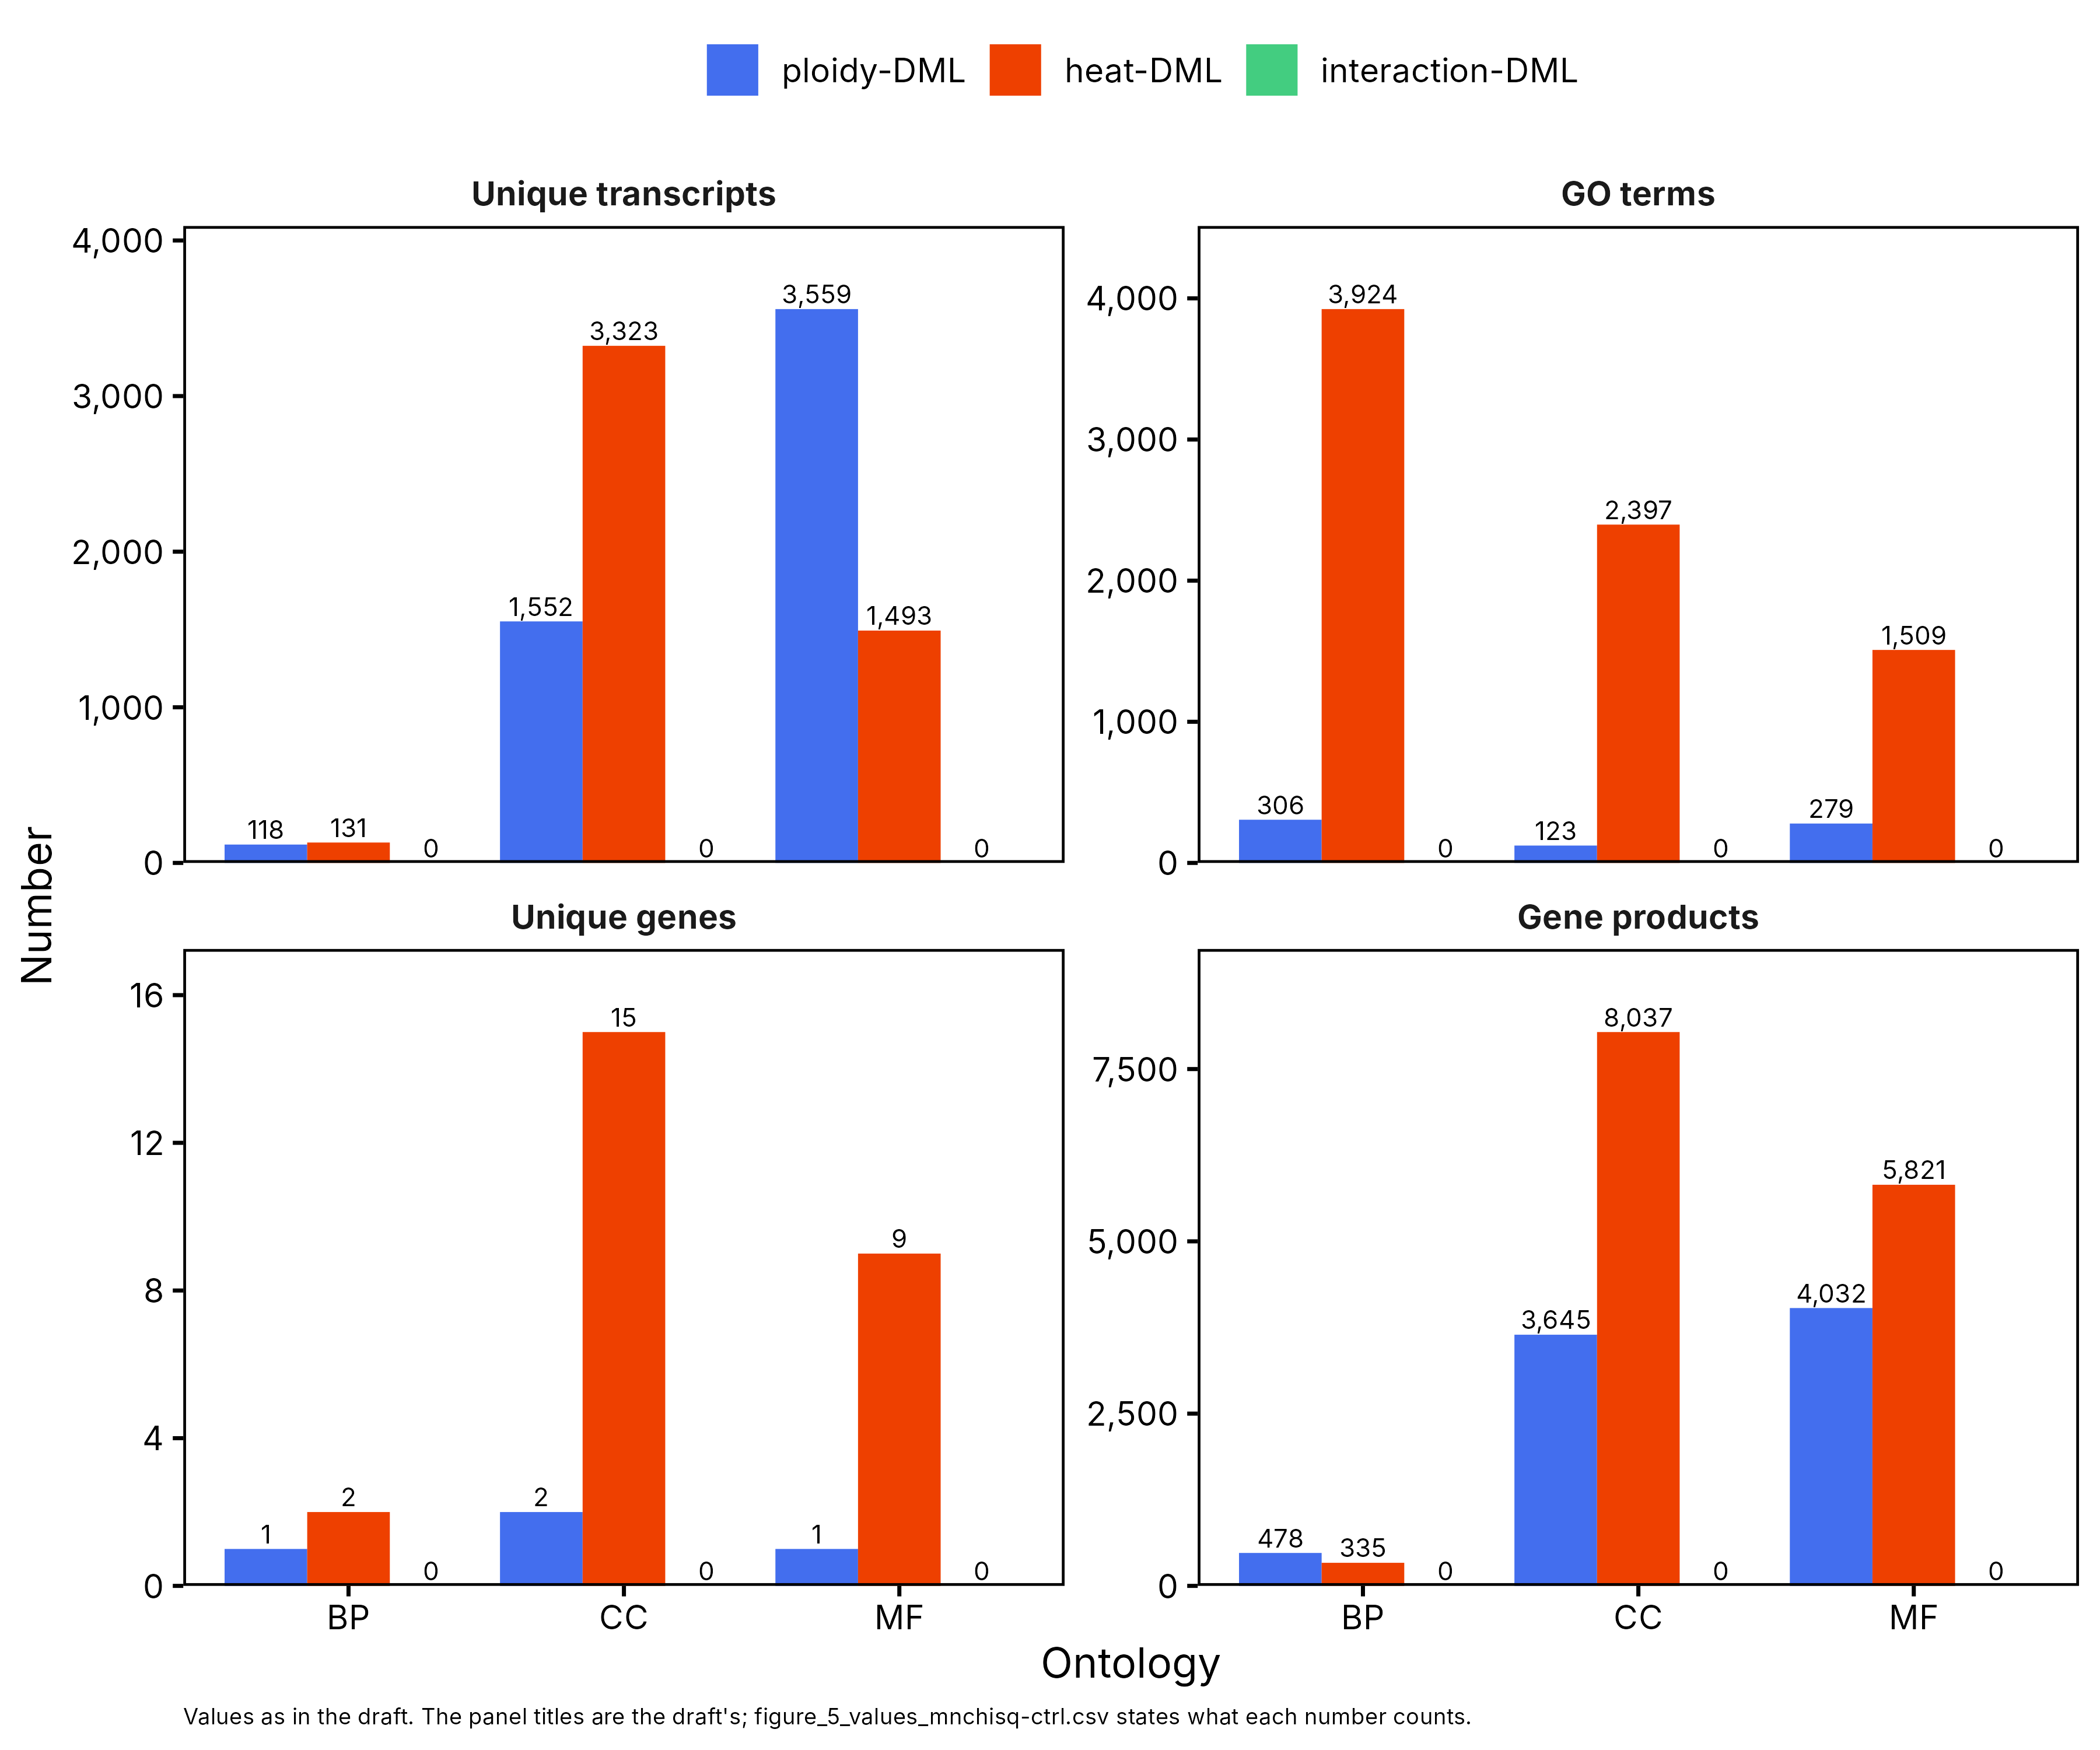 ploidy-DML heat-DML interaction-DML
Unique transcripts
4,000
3,000
2,000
1,000
0
118 131 0 1,552 3,323 0 3,559 1,493 0
GO terms
4,000
3,000
2,000
1,000
0
306 3,924 0 123 2,397 0 279 1,509 0
Number
Unique genes
16
12
8
4
0
1 2 0 2 15 0 1 9 0
BP CC MF
Gene products
7,500
5,000
2,500
0
478 335 0 3,645 8,037 0 4,032 5,821 0
BP CC MF
Ontology
Values as in the draft. The panel titles are the draft's; figure_5_values_mnchisq-ctrl.csv states what each number counts.